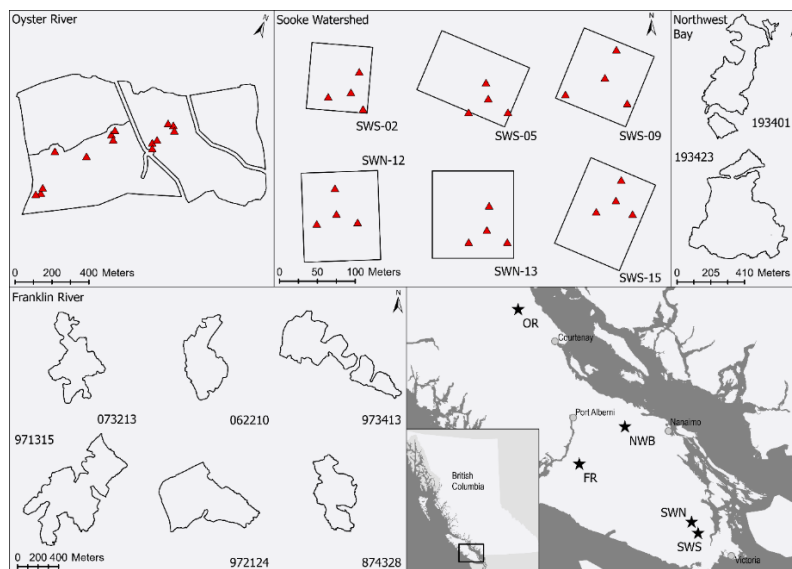 Oyster River
N
0 200 400 Meters
Sooke Watershed
N
SWS-02
SWS-05
SWS-09
SWN-12
SWN-13
SWS-15
0 50 100 Meters
Northwest
Bay
193401
193423
0 205 410 Meters
Franklin River
N
073213
062210
973413
971315
972124
874328
0 200 400 Meters
OR
Courtenay
Port Alberni
Nanaimo
NWB
FR
British
Columbia
SWN
SWS
Victoria